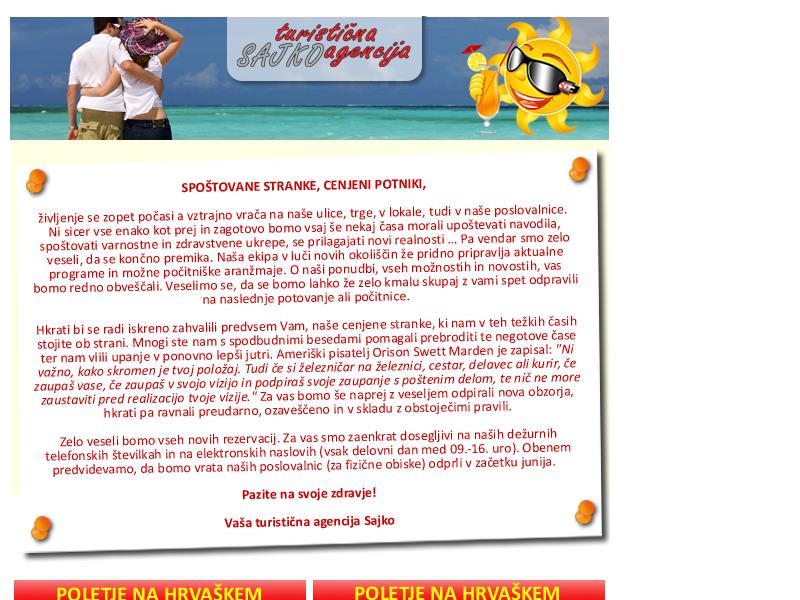 turistična
SAJKO agencija
SPOŠTOVANE STRANKE, CENJENI POTNIKI,
življenje se zopet počasi a vztrajno vrača na naše ulice, trge, v lokale, tudi v naše poslovalnice.
Ni sicer vse enako kot prej in zagotovo bomo vsaj še nekaj časa morali upoštevati navodila,
spoštovati varnostne in zdravstvene ukrepe, se prilagajati novi realnosti ... Pa vendar smo zelo
veseli, da se končno premika. Naša ekipa v luči novih okoliščin že pridno pripravlja aktualne
programe in možne počitniške aranžmaje. O naši ponudbi, vseh možnostih in novostih, vas
bomo redno obveščali. Veselimo se, da se bomo lahko že zelo kmalu skupaj z vami spet odpravili
na naslednje potovanje ali počitnice.
Hkrati bi se radi iskreno zahvalili predvsem Vam, naše cenjene stranke, ki nam v teh težkih časih
stojite ob strani. Mnogi ste nam s spodbudnimi besedami pomagali prebroditi te negotove čase
ter nam vlili upanje v ponovno lepši jutri. Ameriški pisatelj Orison Swett Marden je zapisal: "Ni
važno, kako skromen je tvoj položaj. Tudi če si železničar na železnici, cestar, delavec ali kurir, če
zaupaš vase, če zaupaš v svojo vizijo in podpiraš svoje zaupanje s poštenim delom, te nič ne more
zaustaviti pred realizacijo tvoje vizije." Za vas bomo še naprej z veseljem odpirali nova obzorja,
hkrati pa ravnali preudarno, ozaveščeno in v skladu z obstoječimi pravili.
Zelo veseli bomo vseh novih rezervacij. Za vas smo zaenkrat dosegljivi na naših dežurnih
telefonskih številkah in na elektronskih naslovih (vsak delovni dan med 09.-16. uro). Obenem
predvidevamo, da bomo vrata naših poslovalnic (za fizične obiske) odprli v začetku junija.
Pazite na svoje zdravje!
Vaša turistična agencija Sajko
POLETJE NA HRVAŠKEM
POLETJE NA HRVAŠKEM